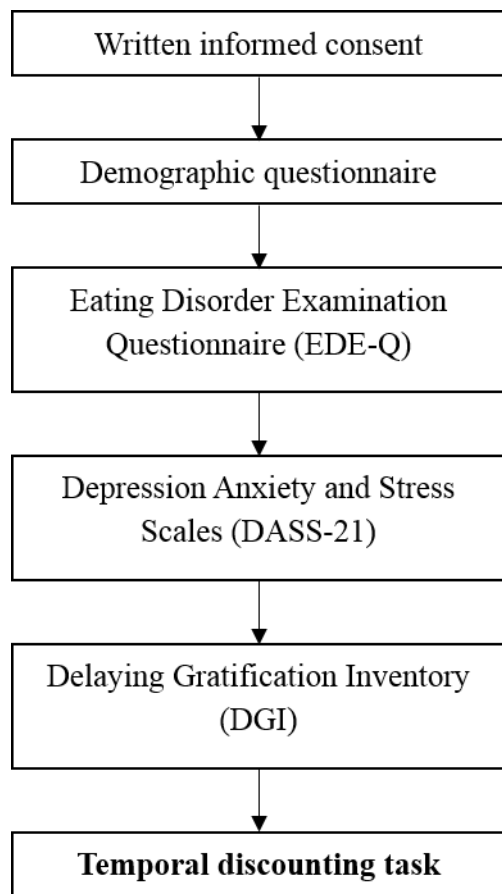 Written informed consent
Demographic questionnaire
Eating Disorder Examination
Questionnaire (EDE-Q)
Depression Anxiety and Stress
Scales (DASS-21)
Delaying Gratification Inventory
(DGI)
Temporal discounting task